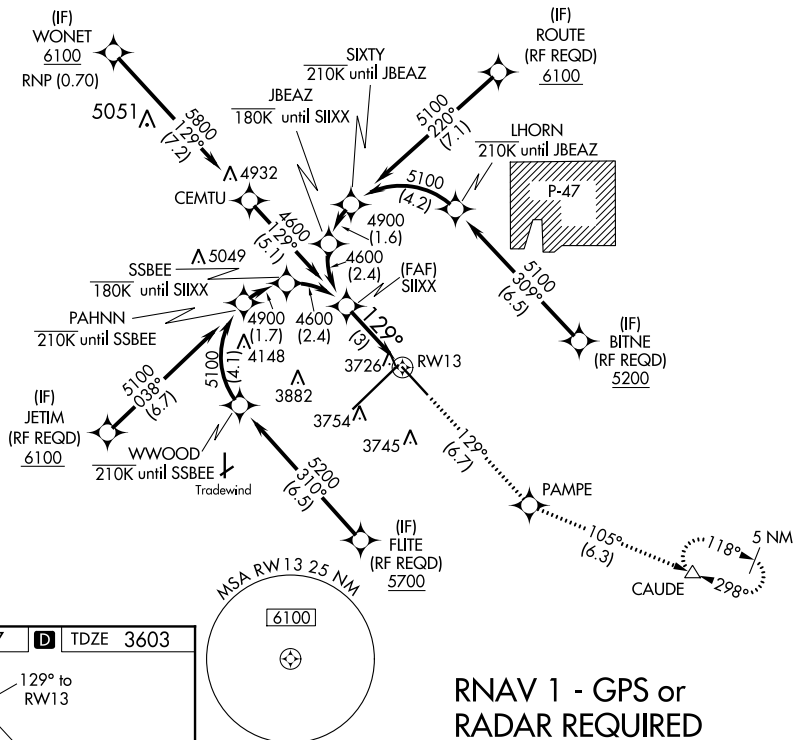 (IF)
WONET
6100
RNP (0.70)
5051
5800
129°
(7.2)
4932
CEMTU
4600
129°
(5.1)
SIXTY
210K until JBEAZ
JBEAZ
180K until SIIXX
(IF)
ROUTE
(RF REQD)
6100
5100
220°
(7.1)
LHORN
210K until JBEAZ
P-47
5100
(4.2)
4900
(1.6)
4600
(2.4)
(FAF)
SIIXX
5100
309°
(6.5)
(IF)
BITNE
(RF REQD)
5200
5049
SSBEE
180K until SIIXX
PAHNN
210K until SSBEE
4900
(1.7)
4600
(2.4)
4148
5100
(4.1)
129°
(3)
3726
RW13
3882
3754
3745
5100
038°
(6.7)
(IF)
JETIM
(RF REQD)
6100
WWOOD
210K until SSBEE
Tradewind
5200
310°
(6.5)
(IF)
FLITE
(RF REQD)
5700
129°
(6.7)
PAMPE
105°
(6.3)
118°
5 NM
298°
CAUDE
MSA RW13 25 NM
6100
D TDZE 3603
129° to
RW13
RNAV 1 - GPS or
RADAR REQUIRED